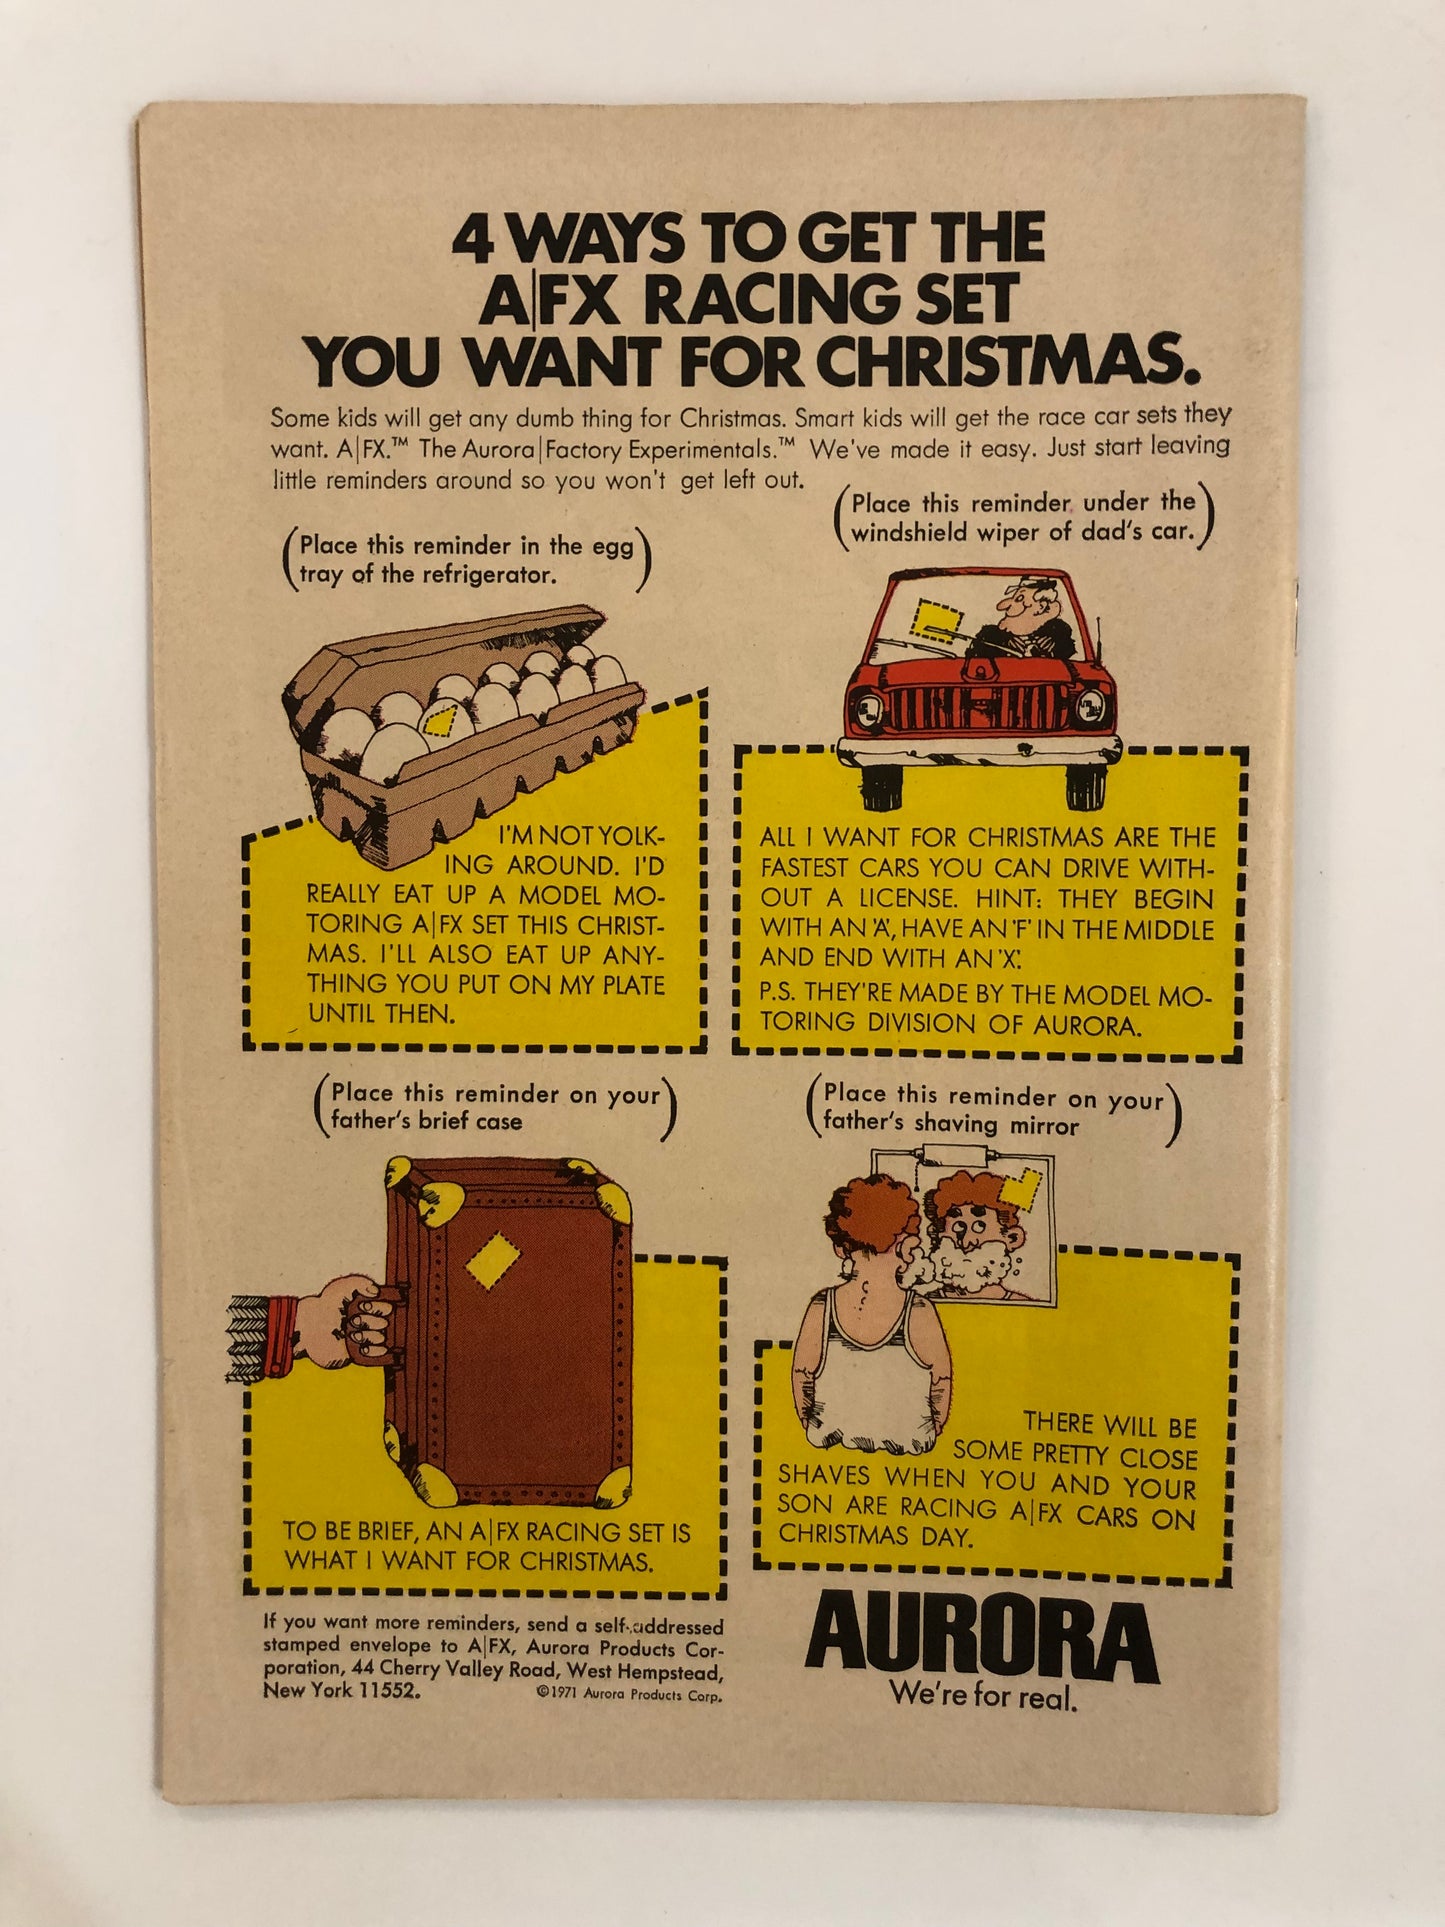 4 WAYS TO GET THE
A|FX RACING SET
YOU WANT FOR CHRISTMAS.
Some kids will get any dumb thing for Christmas. Smart kids will get the race car sets they
want. A|FX.™ The Aurora|Factory Experimentals.™ We've made it easy. Just start leaving
little reminders around so you won't get left out.
(Place this reminder in the egg
tray of the refrigerator.)
I'M NOT YOLK-
ING AROUND. I'D
REALLY EAT UP A MODEL MO-
TORING A|FX SET THIS CHRIST-
MAS. I'LL ALSO EAT UP ANY-
THING YOU PUT ON MY PLATE
UNTIL THEN.
(Place this reminder under the
windshield wiper of dad's car.)
ALL I WANT FOR CHRISTMAS ARE THE
FASTEST CARS YOU CAN DRIVE WITH-
OUT A LICENSE. HINT: THEY BEGIN
WITH AN 'A', HAVE AN 'F' IN THE MIDDLE
AND END WITH AN 'X'.
P.S. THEY'RE MADE BY THE MODEL MO-
TORING DIVISION OF AURORA.
(Place this reminder on your
father's brief case)
TO BE BRIEF, AN A|FX RACING SET IS
WHAT I WANT FOR CHRISTMAS.
(Place this reminder on your
father's shaving mirror)
THERE WILL BE
SOME PRETTY CLOSE
SHAVES WHEN YOU AND YOUR
SON ARE RACING A|FX CARS ON
CHRISTMAS DAY.
If you want more reminders, send a self-addressed
stamped envelope to A|FX, Aurora Products Cor-
poration, 44 Cherry Valley Road, West Hempstead,
New York 11552. ©1971 Aurora Products Corp.
AURORA
We're for real.